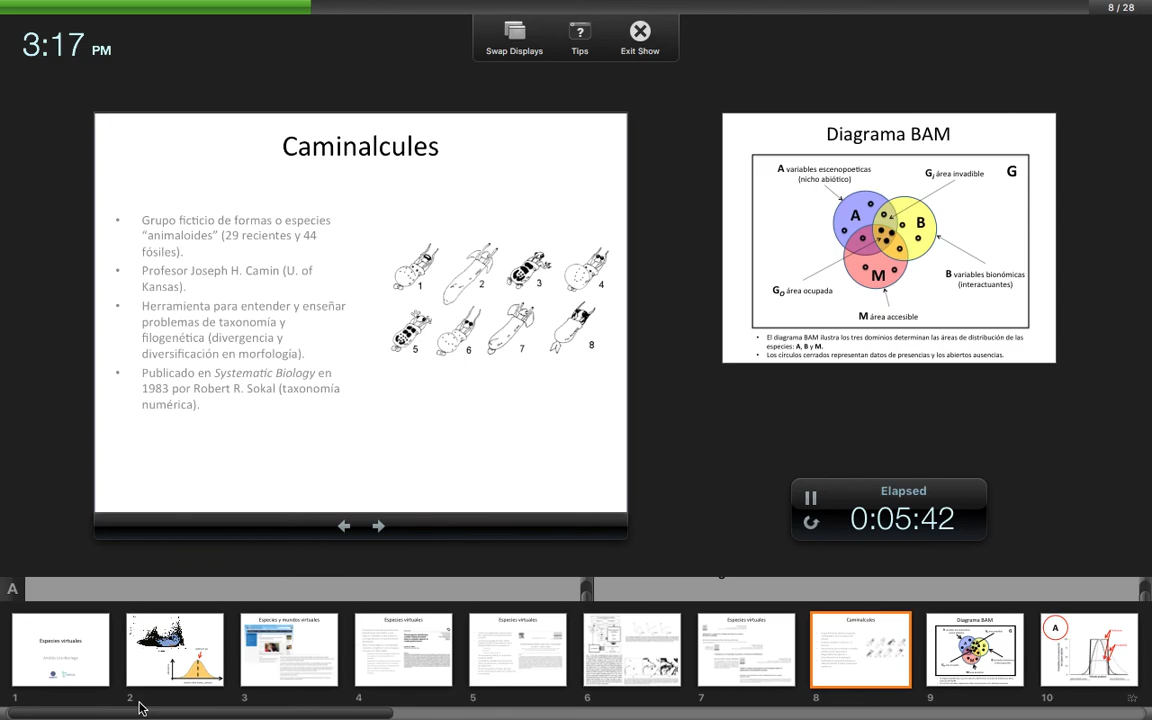 8 / 28
3:17 PM
Swap Displays
Tips
Exit Show
Caminalcules
• Grupo ficticio de formas o especies
“animaloides” (29 recientes y 44
fósiles).
• Profesor Joseph H. Camin (U. of
Kansas).
• Herramienta para entender y enseñar
problemas de taxonomía y
filogenética (divergencia y
diversificación en morfología).
• Publicado en Systematic Biology en
1983 por Robert R. Sokal (taxonomía
numérica).
1
2
3
4
5
6
7
8
Diagrama BAM
A variables escenopoeticas
(nicho abiótico)
GI área invadible
G
A
B
M
B variables bionómicas
(interactuantes)
GO área ocupada
M área accesible
• El diagrama BAM ilustra los tres dominios determinan las áreas de distribución de las
especies: A, B y M.
• Los círculos cerrados representan datos de presencias y los abiertos ausencias.
Elapsed
0:05:42
A
Especies virtuales
Especies y mundos virtuales
Especies virtuales
Especies virtuales
Especies virtuales
Caminalcules
Diagrama BAM
A
1
2
3
4
5
6
7
8
9
10